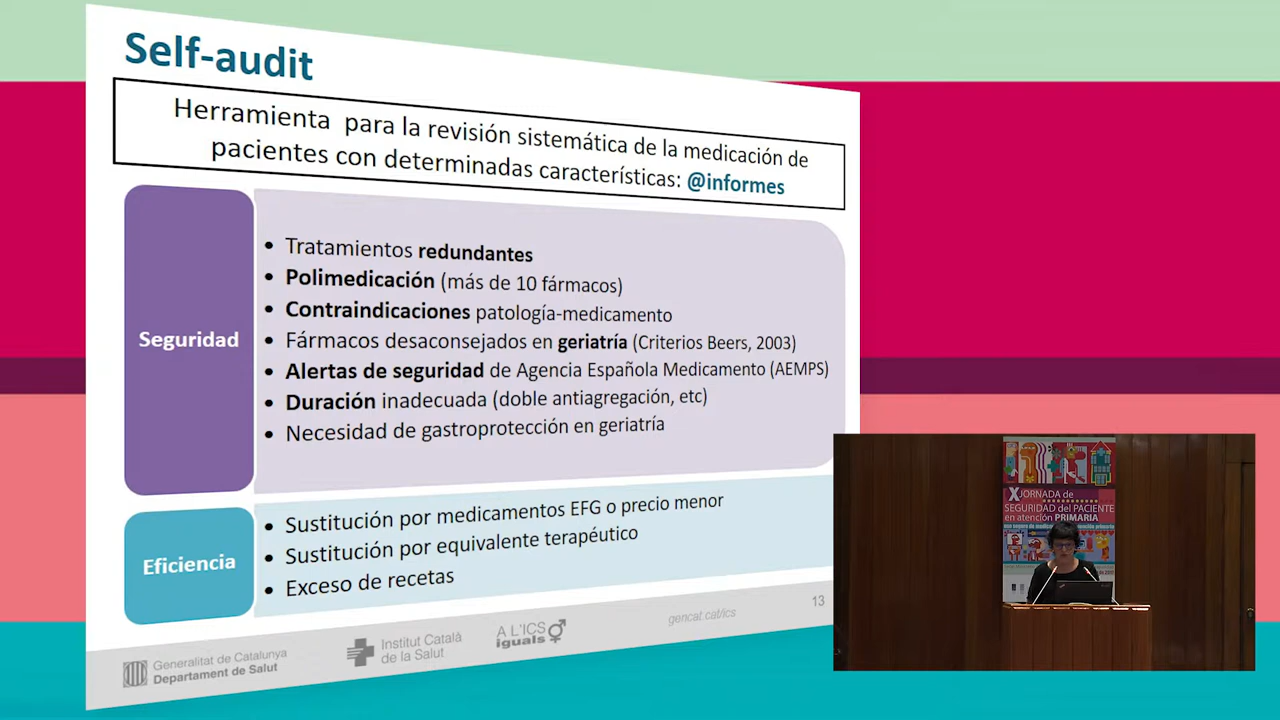 Self-audit
Herramienta para la revisión sistemática de la medicación de
pacientes con determinadas características: @informes
Seguridad
• Tratamientos redundantes
• Polimedicación (más de 10 fármacos)
• Contraindicaciones patología-medicamento
• Fármacos desaconsejados en geriatría (Criterios Beers, 2003)
• Alertas de seguridad de Agencia Española Medicamento (AEMPS)
• Duración inadecuada (doble antiagregación, etc)
• Necesidad de gastroprotección en geriatría
Eficiencia
• Sustitución por medicamentos EFG o precio menor
• Sustitución por equivalente terapéutico
• Exceso de recetas
13
Generalitat de Catalunya
Departament de Salut
Institut Català
de la Salut
A L'ICS
iguals
gencat.cat/ics
X JORNADA de
SEGURIDAD del PACIENTE
en atención PRIMARIA